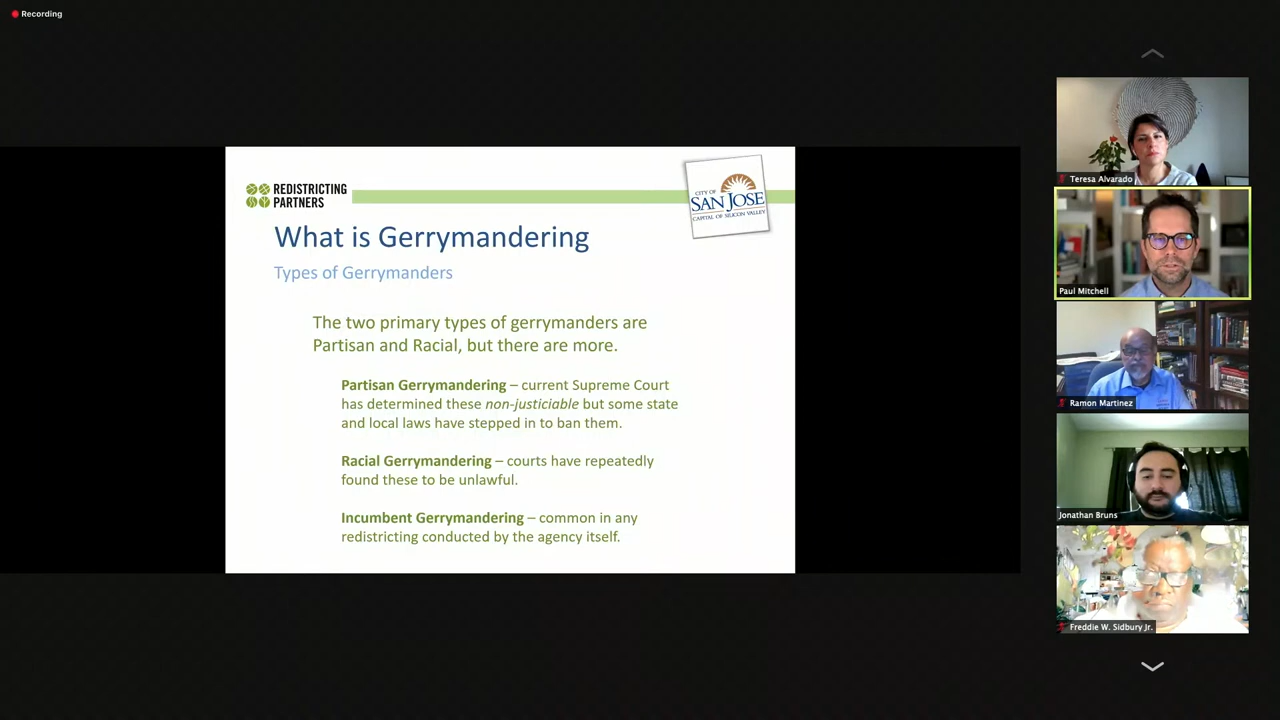 Recording
REDISTRICTING
PARTNERS
CITY OF
SAN JOSE
CAPITAL OF SILICON VALLEY
What is Gerrymandering
Types of Gerrymanders
The two primary types of gerrymanders are
Partisan and Racial, but there are more.
Partisan Gerrymandering – current Supreme Court
has determined these non-justiciable but some state
and local laws have stepped in to ban them.
Racial Gerrymandering – courts have repeatedly
found these to be unlawful.
Incumbent Gerrymandering – common in any
redistricting conducted by the agency itself.
Teresa Alvarado
Paul Mitchell
Ramon Martinez
Jonathan Bruns
Freddie W. Sidbury Jr.